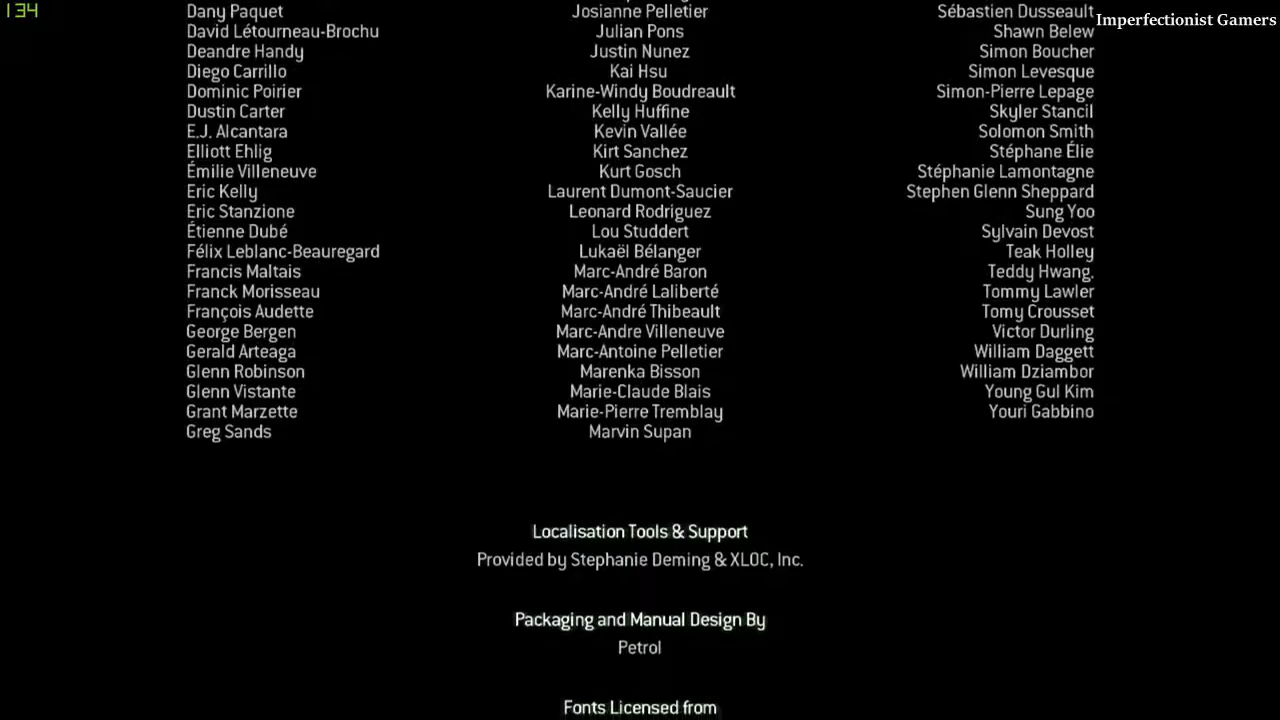 134
Imperfectionist Gamers
Dany Paquet
David Létourneau-Brochu
Deandre Handy
Diego Carrillo
Dominic Poirier
Dustin Carter
E.J. Alcantara
Elliott Ehlig
Émilie Villeneuve
Eric Kelly
Eric Stanzione
Étienne Dubé
Félix Leblanc-Beauregard
Francis Maltais
Franck Morisseau
François Audette
George Bergen
Gerald Arteaga
Glenn Robinson
Glenn Vistante
Grant Marzette
Greg Sands
Josianne Pelletier
Julian Pons
Justin Nunez
Kai Hsu
Karine-Windy Boudreault
Kelly Huffine
Kevin Vallée
Kirt Sanchez
Kurt Gosch
Laurent Dumont-Saucier
Leonard Rodriguez
Lou Studdert
Lukaël Bélanger
Marc-André Baron
Marc-André Laliberté
Marc-André Thibeault
Marc-Andre Villeneuve
Marc-Antoine Pelletier
Marenka Bisson
Marie-Claude Blais
Marie-Pierre Tremblay
Marvin Supan
Sébastien Dusseault
Shawn Belew
Simon Boucher
Simon Levesque
Simon-Pierre Lepage
Skyler Stancil
Solomon Smith
Stéphane Élie
Stéphanie Lamontagne
Stephen Glenn Sheppard
Sung Yoo
Sylvain Devost
Teak Holley
Teddy Hwang.
Tommy Lawler
Tomy Crousset
Victor Durling
William Daggett
William Dziambor
Young Gul Kim
Youri Gabbino
Localisation Tools & Support
Provided by Stephanie Deming & XLOC, Inc.
Packaging and Manual Design By
Petrol
Fonts Licensed from